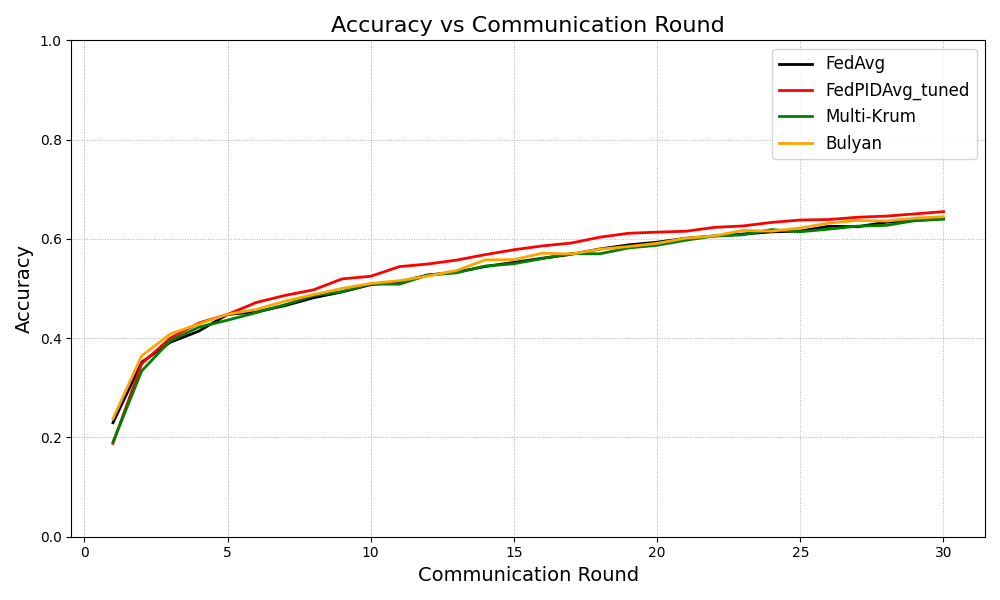 Accuracy vs Communication Round
FedAvg
FedPIDAvg_tuned
Multi-Krum
Bulyan
Accuracy
1.0
0.8
0.6
0.4
0.2
0.0
0 5 10 15 20 25 30
Communication Round